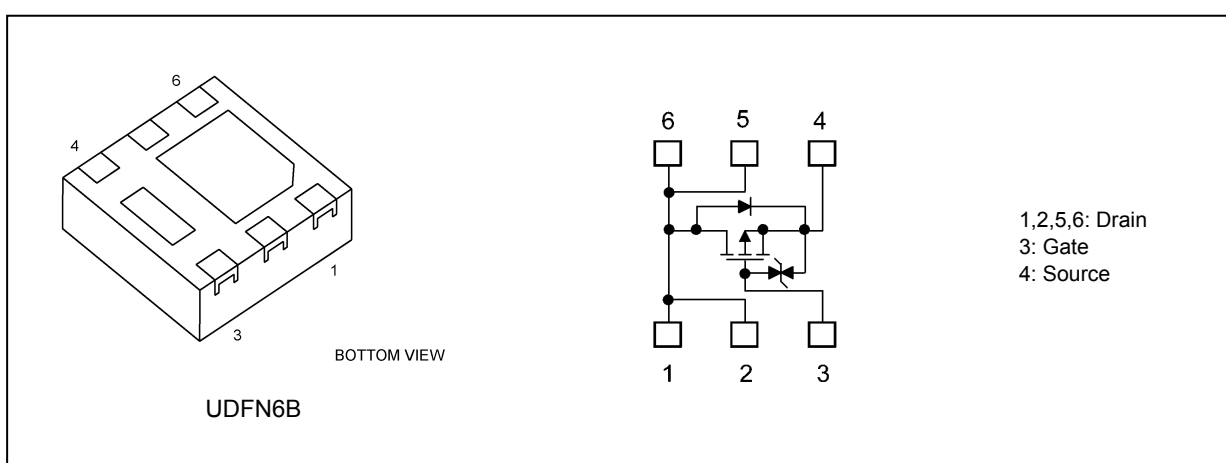 6
4
1
3
BOTTOM VIEW
UDFN6B
6 5 4
1 2 3
1,2,5,6: Drain
3: Gate
4: Source